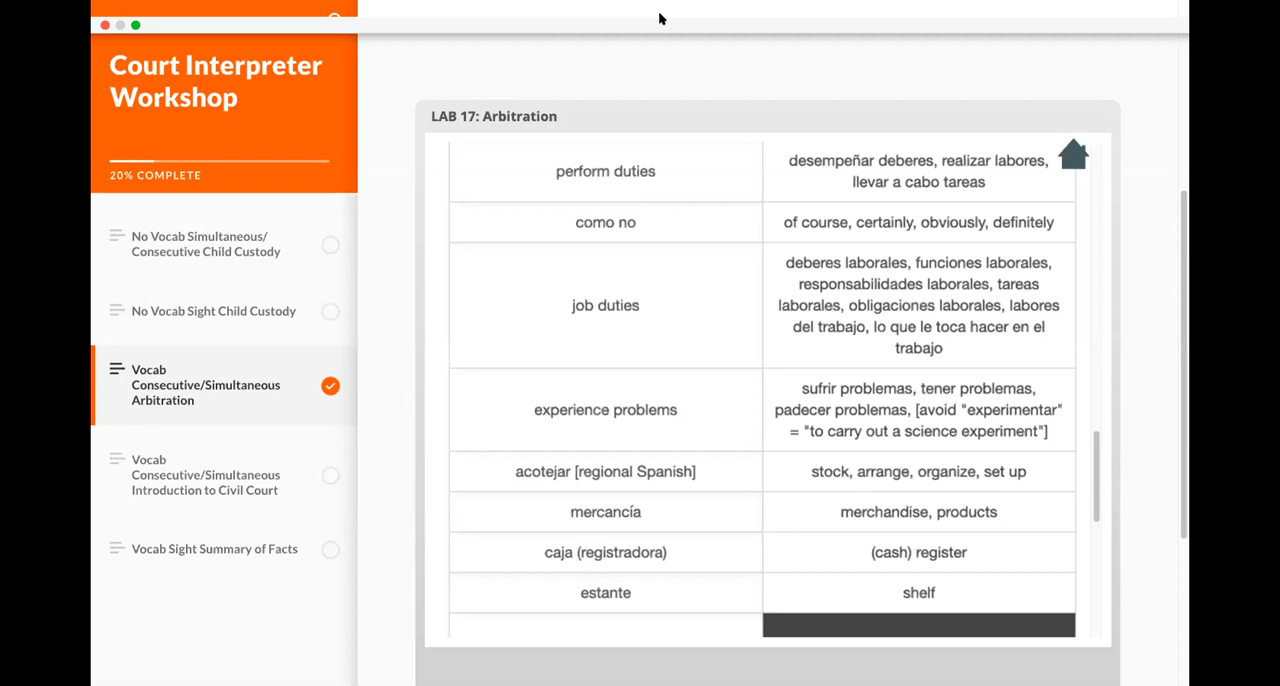 Court Interpreter
Workshop
20% COMPLETE
No Vocab Simultaneous/
Consecutive Child Custody
No Vocab Sight Child Custody
Vocab
Consecutive/Simultaneous
Arbitration
Vocab
Consecutive/Simultaneous
Introduction to Civil Court
Vocab Sight Summary of Facts
LAB 17: Arbitration
perform duties
desempeñar deberes, realizar labores,
llevar a cabo tareas
como no
of course, certainly, obviously, definitely
job duties
deberes laborales, funciones laborales,
responsabilidades laborales, tareas
laborales, obligaciones laborales, labores
del trabajo, lo que le toca hacer en el
trabajo
experience problems
sufrir problemas, tener problemas,
padecer problemas, [avoid "experimentar"
= "to carry out a science experiment"]
acotejar [regional Spanish]
stock, arrange, organize, set up
mercancía
merchandise, products
caja (registradora)
(cash) register
estante
shelf